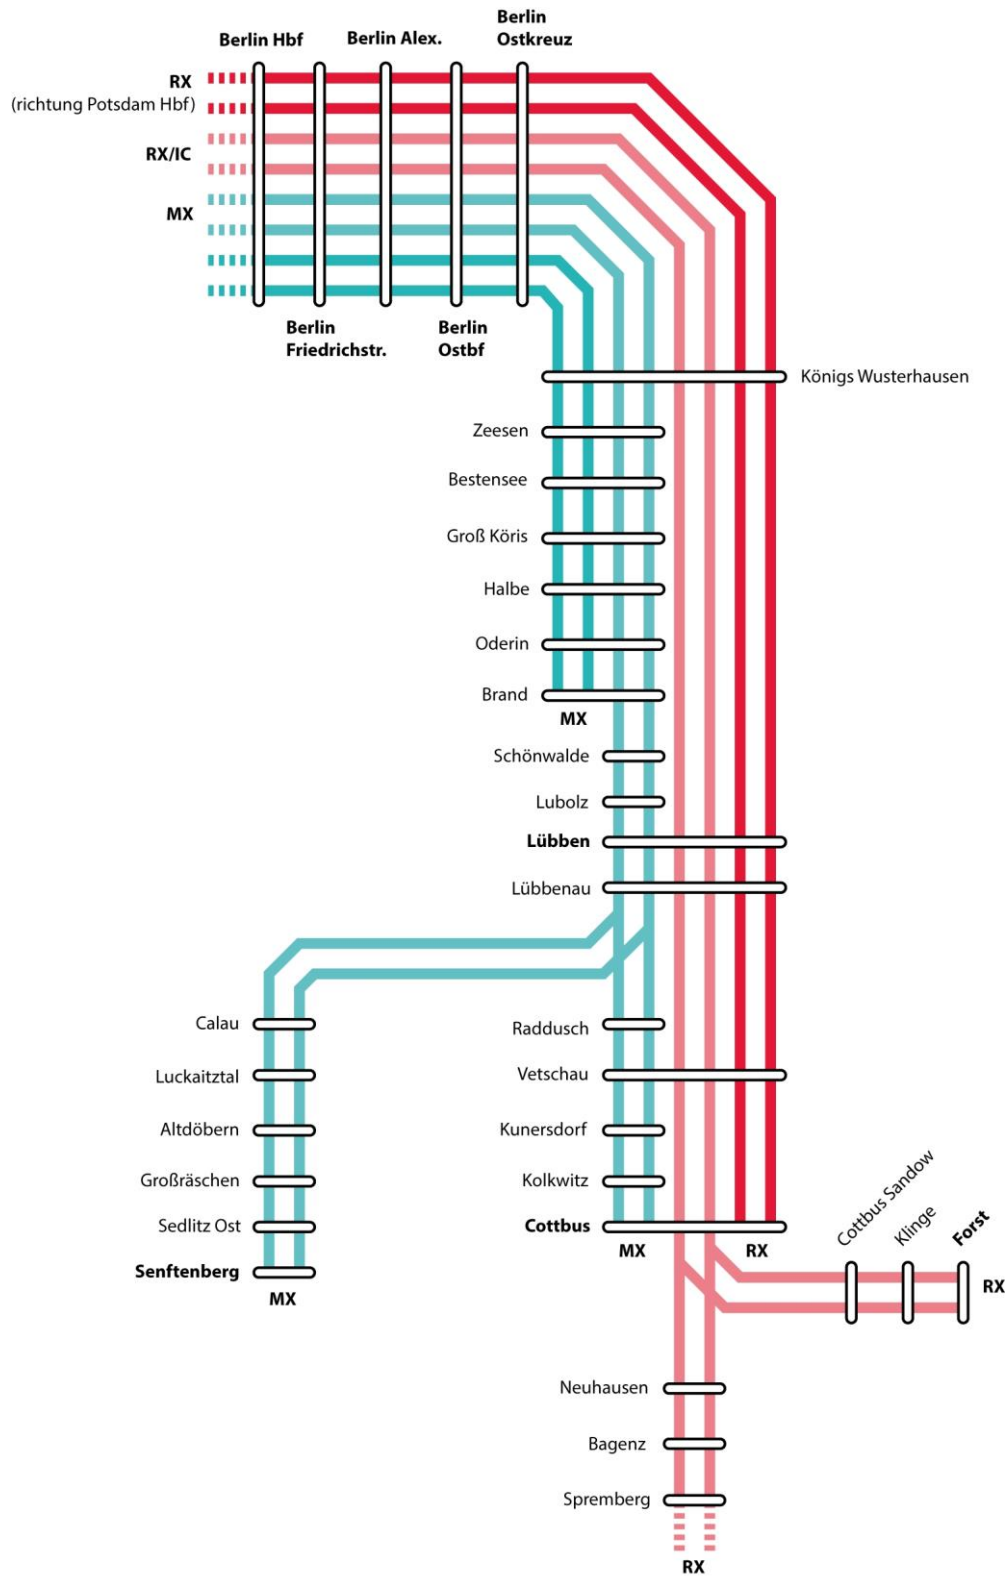 Berlin Hbf
Berlin Alex.
Berlin
Ostkreuz
RX
(richtung Potsdam Hbf)
RX/IC
MX
Berlin
Friedrichstr.
Berlin
Ostbf
Königs Wusterhausen
Zeesen
Bestensee
Groß Köris
Halbe
Oderin
Brand
MX
Schönwalde
Lubolz
Lübben
Lübbenau
Calau
Luckaitztal
Altdöbern
Großräschen
Sedlitz Ost
Senftenberg
MX
Raddusch
Vetschau
Kunersdorf
Kolkwitz
Cottbus
MX
RX
Cottbus Sandow
Klinge
Forst
RX
Neuhausen
Bagenz
Spremberg
RX